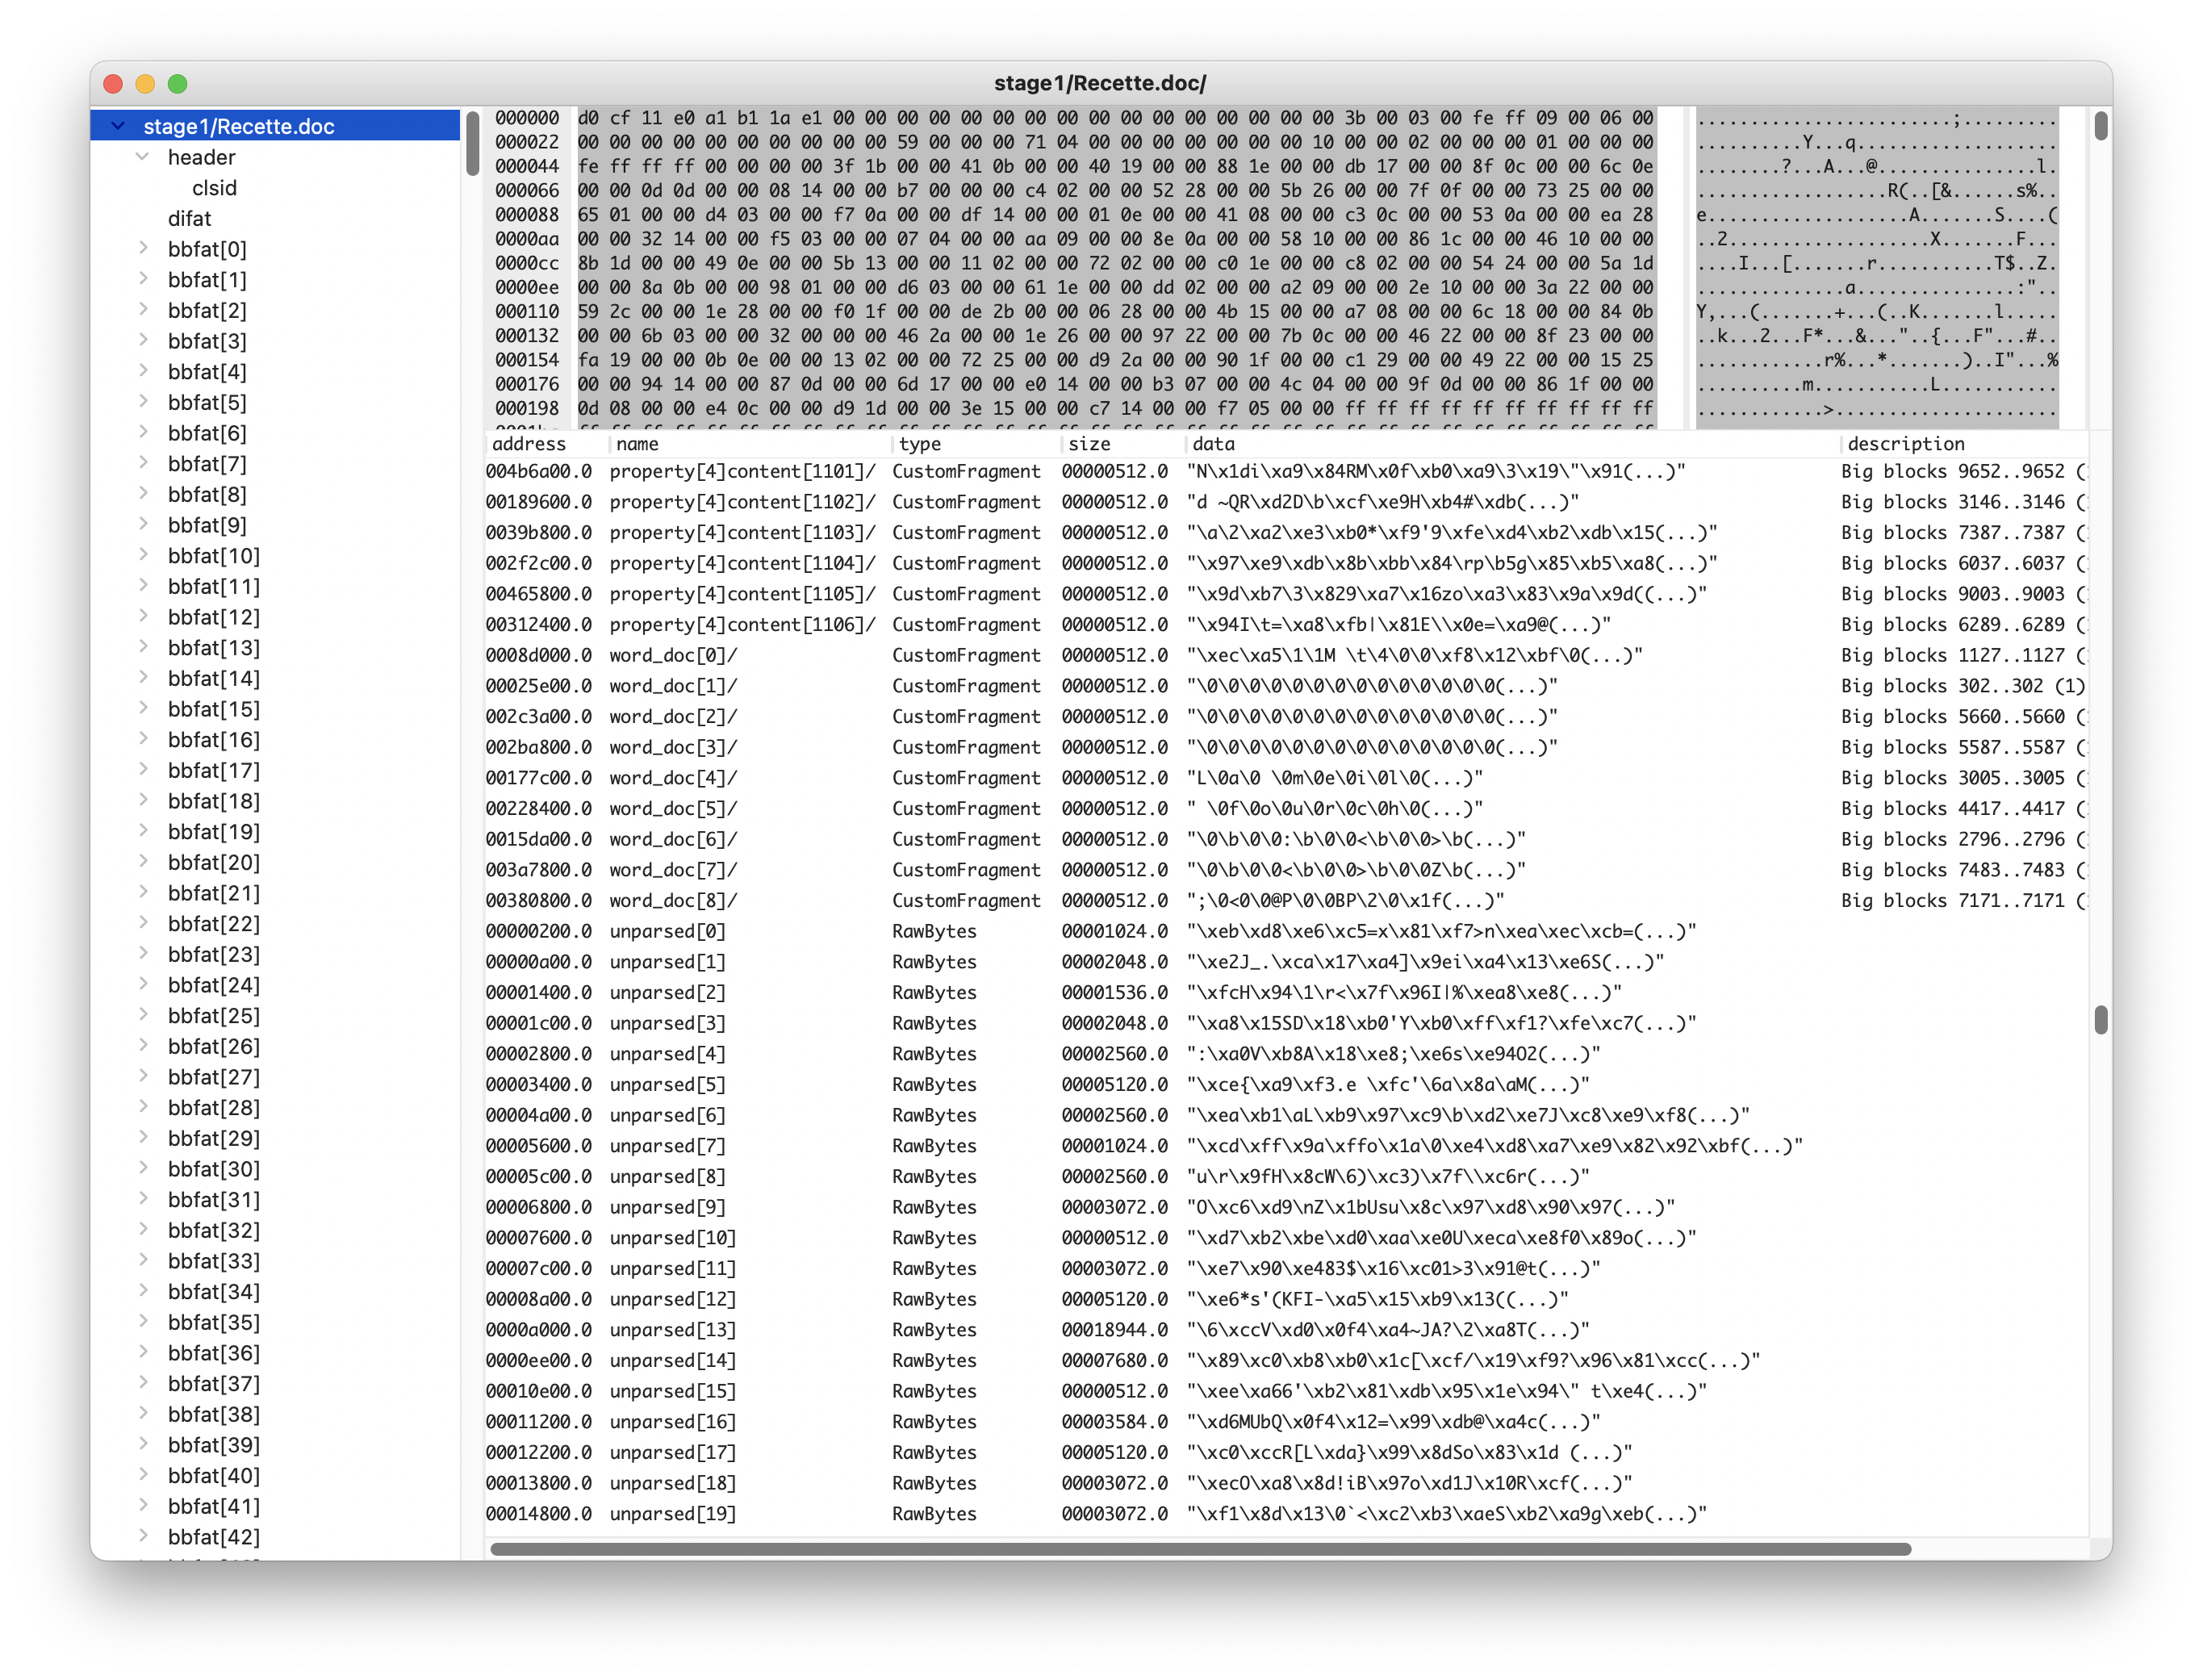 stage1/Recette.doc/
stage1/Recette.doc
header
clsid
difat
bbfat[0]
bbfat[1]
bbfat[2]
bbfat[3]
bbfat[4]
bbfat[5]
bbfat[6]
bbfat[7]
bbfat[8]
bbfat[9]
bbfat[10]
bbfat[11]
bbfat[12]
bbfat[13]
bbfat[14]
bbfat[15]
bbfat[16]
bbfat[17]
bbfat[18]
bbfat[19]
bbfat[20]
bbfat[21]
bbfat[22]
bbfat[23]
bbfat[24]
bbfat[25]
bbfat[26]
bbfat[27]
bbfat[28]
bbfat[29]
bbfat[30]
bbfat[31]
bbfat[32]
bbfat[33]
bbfat[34]
bbfat[35]
bbfat[36]
bbfat[37]
bbfat[38]
bbfat[39]
bbfat[40]
bbfat[41]
bbfat[42]
000000 d0 cf 11 e0 a1 b1 1a e1 00 00 00 00 00 00 00 00 00 00 00 00 00 00 00 00 3b 00 03 00 fe ff 09 00 06 00 ........................;.........
000022 00 00 00 00 00 00 00 00 00 00 59 00 00 00 71 04 00 00 00 00 00 00 00 10 00 00 02 00 00 00 01 00 00 00 ..........Y...q...................
000044 fe ff ff ff 00 00 00 00 3f 1b 00 00 41 0b 00 00 40 19 00 00 88 1e 00 00 db 17 00 00 8f 0c 00 00 6c 0e ........?...A...@...............l.
000066 00 00 0d 0d 00 00 08 14 00 00 b7 00 00 00 c4 02 00 00 52 28 00 00 5b 26 00 00 7f 0f 00 00 73 25 00 00 ..................R(..[&......s%..
000088 65 01 00 00 d4 03 00 00 f7 0a 00 00 df 14 00 00 01 0e 00 00 41 08 00 00 c3 0c 00 00 53 0a 00 00 ea 28 e...................A.......S....(
0000aa 00 00 32 14 00 00 f5 03 00 00 07 04 00 00 aa 09 00 00 8e 0a 00 00 58 10 00 00 86 1c 00 00 46 10 00 00 ..2...................X.......F...
0000cc 8b 1d 00 00 49 0e 00 00 5b 13 00 00 11 02 00 00 72 02 00 00 c0 1e 00 00 c8 02 00 00 54 24 00 00 5a 1d ....I...[.......r...........T$..Z.
0000ee 00 00 8a 0b 00 00 98 01 00 00 d6 03 00 00 61 1e 00 00 dd 02 00 00 a2 09 00 00 2e 10 00 00 3a 22 00 00 ..............a...............:"..
000110 59 2c 00 00 1e 28 00 00 f0 1f 00 00 de 2b 00 00 06 28 00 00 4b 15 00 00 a7 08 00 00 6c 18 00 00 84 0b Y,...(.......+...(..K.......l.....
000132 00 00 6b 03 00 00 32 00 00 00 46 2a 00 00 1e 26 00 00 97 22 00 00 7b 0c 00 00 46 22 00 00 8f 23 00 00 ..k...2...F*...&..."..{...F"...#..
000154 fa 19 00 00 0b 0e 00 00 13 02 00 00 72 25 00 00 d9 2a 00 00 90 1f 00 00 c1 29 00 00 49 22 00 00 15 25 ............r%...*.......)..I"...%
000176 00 00 94 14 00 00 87 0d 00 00 6d 17 00 00 e0 14 00 00 b3 07 00 00 4c 04 00 00 9f 0d 00 00 86 1f 00 00 ..........m...........L...........
000198 0d 08 00 00 e4 0c 00 00 d9 1d 00 00 3e 15 00 00 c7 14 00 00 f7 05 00 00 ff ff ff ff ff ff ff ff ff ff ............>.....................
address name type size data description
004b6a00.0 property[4]content[1101]/ CustomFragment 00000512.0 "N\x1di\xa9\x84RM\x0f\xb0\xa9\3\x19\"\x91(...)" Big blocks 9652..9652 (
00189600.0 property[4]content[1102]/ CustomFragment 00000512.0 "d ~QR\xd2D\b\xcf\xe9H\xb4#\xdb(...)" Big blocks 3146..3146 (
0039b800.0 property[4]content[1103]/ CustomFragment 00000512.0 "\a\2\xa2\xe3\xb0*\xf9'9\xfe\xd4\xb2\xdb\x15(...)" Big blocks 7387..7387 (
002f2c00.0 property[4]content[1104]/ CustomFragment 00000512.0 "\x97\xe9\xdb\x8b\xbb\x84\rp\b5g\x85\xb5\xa8(...)" Big blocks 6037..6037 (
00465800.0 property[4]content[1105]/ CustomFragment 00000512.0 "\x9d\xb7\3\x829\xa7\x16zo\xa3\x83\x9a\x9d((...)" Big blocks 9003..9003 (
00312400.0 property[4]content[1106]/ CustomFragment 00000512.0 "\x94I\t=\xa8\xfb|\x81E\\x0e=\xa9@(...)" Big blocks 6289..6289 (
0008d000.0 word_doc[0]/ CustomFragment 00000512.0 "\xec\xa5\1\1M \t\4\0\0\xf8\x12\xbf\0(...)" Big blocks 1127..1127 (
00025e00.0 word_doc[1]/ CustomFragment 00000512.0 "\0\0\0\0\0\0\0\0\0\0\0\0\0\0(...)" Big blocks 302..302 (1)
002c3a00.0 word_doc[2]/ CustomFragment 00000512.0 "\0\0\0\0\0\0\0\0\0\0\0\0\0\0(...)" Big blocks 5660..5660 (
002ba800.0 word_doc[3]/ CustomFragment 00000512.0 "\0\0\0\0\0\0\0\0\0\0\0\0\0\0(...)" Big blocks 5587..5587 (
00177c00.0 word_doc[4]/ CustomFragment 00000512.0 "L\0a\0 \0m\0e\0i\0l\0(...)" Big blocks 3005..3005 (
00228400.0 word_doc[5]/ CustomFragment 00000512.0 " \0f\0o\0u\0r\0c\0h\0(...)" Big blocks 4417..4417 (
0015da00.0 word_doc[6]/ CustomFragment 00000512.0 "\0\b\0\0:\b\0\0<\b\0\0>\b(...)" Big blocks 2796..2796 (
003a7800.0 word_doc[7]/ CustomFragment 00000512.0 "\0\b\0\0<\b\0\0>\b\0\0Z\b(...)" Big blocks 7483..7483 (
00380800.0 word_doc[8]/ CustomFragment 00000512.0 ";\0<0\0@P\0\0BP\2\0\x1f(...)" Big blocks 7171..7171 (
00000200.0 unparsed[0] RawBytes 00001024.0 "\xeb\xd8\xe6\xc5=x\x81\xf7>n\xea\xec\xcb=(...)"
00000a00.0 unparsed[1] RawBytes 00002048.0 "\xe2J_.\xca\x17\xa4]\x9ei\xa4\x13\xe6S(...)"
00001400.0 unparsed[2] RawBytes 00001536.0 "\xfcH\x94\1\r<\x7f\x96I|%\xea8\xe8(...)"
00001c00.0 unparsed[3] RawBytes 00002048.0 "\xa8\x15SD\x18\xb0'Y\xb0\xff\xf1?\xfe\xc7(...)"
00002800.0 unparsed[4] RawBytes 00002560.0 ":\xa0V\xb8A\x18\xe8;\xe6s\xe94O2(...)"
00003400.0 unparsed[5] RawBytes 00005120.0 "\xce{\xa9\xf3.e \xfc'\6a\x8a\aM(...)"
00004a00.0 unparsed[6] RawBytes 00002560.0 "\xea\xb1\aL\xb9\x97\xc9\b\xd2\xe7J\xc8\xe9\xf8(...)"
00005600.0 unparsed[7] RawBytes 00001024.0 "\xcd\xff\x9a\xffo\x1a\0\xe4\xd8\xa7\xe9\x82\x92\xbf(...)"
00005c00.0 unparsed[8] RawBytes 00002560.0 "u\r\x9fH\x8cW\6)\xc3)\x7f\\xc6r(...)"
00006800.0 unparsed[9] RawBytes 00003072.0 "O\xc6\xd9\nZ\x1bUsu\x8c\x97\xd8\x90\x97(...)"
00007600.0 unparsed[10] RawBytes 00000512.0 "\xd7\xb2\xbe\xd0\xaa\xe0U\xeca\xe8f0\x89o(...)"
00007c00.0 unparsed[11] RawBytes 00003072.0 "\xe7\x90\xe483$\x16\xc01>3\x91@t(...)"
00008a00.0 unparsed[12] RawBytes 00005120.0 "\xe6*s'(KFI-\xa5\x15\xb9\x13((...)"
0000a000.0 unparsed[13] RawBytes 00018944.0 "\6\xccV\xd0\x0f4\xa4~JA?\2\xa8T(...)"
0000ee00.0 unparsed[14] RawBytes 00007680.0 "\x89\xc0\xb8\xb0\x1c[\xcf/\x19\xf9?\x96\x81\xcc(...)"
00010e00.0 unparsed[15] RawBytes 00000512.0 "\xee\xa66'\xb2\x81\xdb\x95\x1e\x94\" t\xe4(...)"
00011200.0 unparsed[16] RawBytes 00003584.0 "\xd6MUbQ\x0f4\x12=\x99\xdb@\xa4c(...)"
00012200.0 unparsed[17] RawBytes 00005120.0 "\xc0\xccR[L\xda}\x99\x8dSo\x83\x1d (...)"
00013800.0 unparsed[18] RawBytes 00003072.0 "\xecO\xa8\x8d!iB\x97o\xd1J\x10R\xcf(...)"
00014800.0 unparsed[19] RawBytes 00003072.0 "\xf1\x8d\x13\0`<\xc2\xb3\xaeS\xb2\xa9g\xeb(...)"